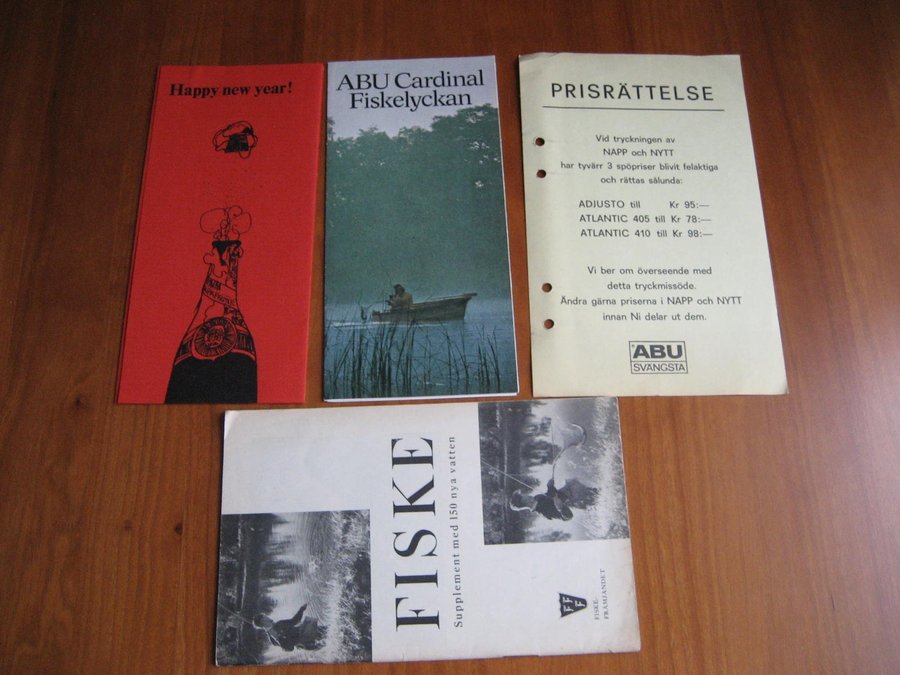 Happy new year!
ABU Cardinal
Fiskelyckan
PRISRÄTTELSE
Vid tryckningen av
NAPP och NYTT
har tyvärr 3 spöpriser blivit felaktiga
och rättas sålunda:
ADJUSTO till Kr 95:—
ATLANTIC 405 till Kr 78:—
ATLANTIC 410 till Kr 98:—
Vi ber om överseende med
detta tryckmissöde.
Ändra gärna priserna i NAPP och NYTT
innan Ni delar ut dem.
ABU
SVÄNGSTA
FISKE
Supplement med 150 nya vatten
FFF
FISKE-
FRÄMJANDET